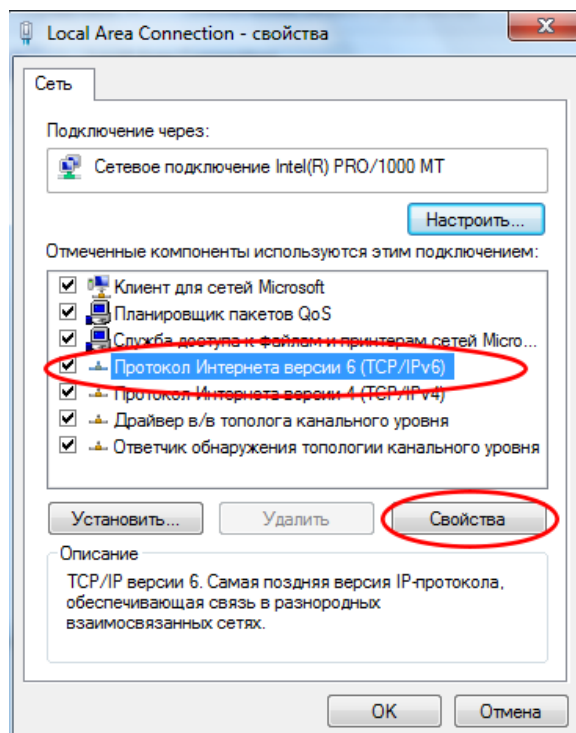 Local Area Connection - свойства
Сеть
Подключение через:
Сетевое подключение Intel(R) PRO/1000 MT
Настроить...
Отмеченные компоненты используются этим подключением:
Клиент для сетей Microsoft
Планировщик пакетов QoS
Служба доступа к файлам и принтерам сетей Micro...
Протокол Интернета версии 6 (TCP/IPv6)
Протокол Интернета версии 4 (TCP/IPv4)
Драйвер в/в тополога канального уровня
Ответчик обнаружения топологии канального уровня
Установить... Удалить Свойства
Описание
TCP/IP версии 6. Самая поздняя версия IP-протокола,
обеспечивающая связь в разнородных
взаимосвязанных сетях.
OK Отмена